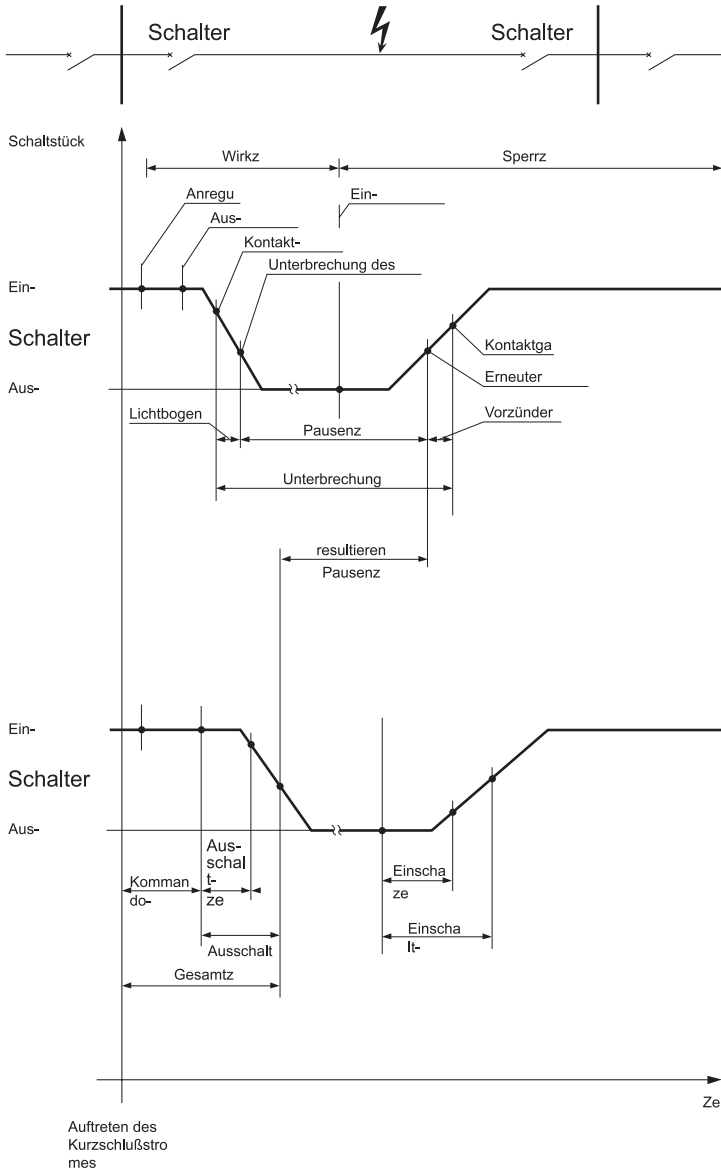 Schalter
Schalter
Schaltstück
Wirkz
Sperrz
Anregu
Ein-
Aus-
Kontakt-
Unterbrechung des
Ein-
Schalter
Kontaktga
Erneuter
Aus-
Lichtbogen
Pausenz
Vorzünder
Unterbrechung
resultieren
Pausenz
Ein-
Schalter
Aus-
Aus-
schal
t-
ze
Komman
do-
Einscha
ze
Ausschalt
Einscha
lt-
Gesamtz
Ze
Auftreten des
Kurzschlußstro
mes